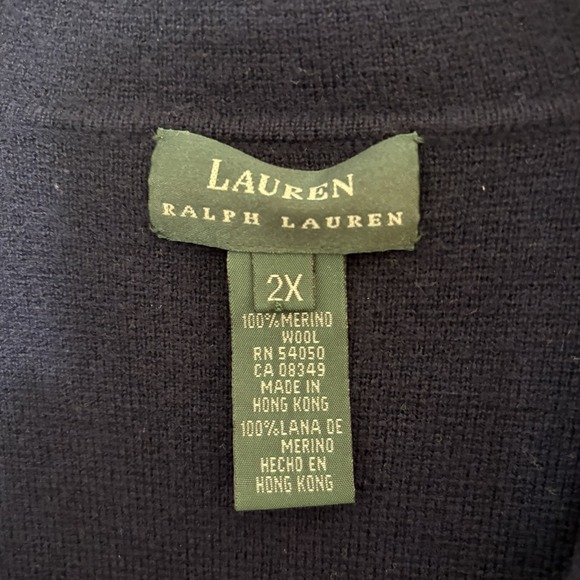 LAUREN
RALPH LAUREN
2X
100%MERINO
WOOL
RN 54050
CA 08349
MADE IN
HONG KONG
100%LANA DE
MERINO
HECHO EN
HONG KONG